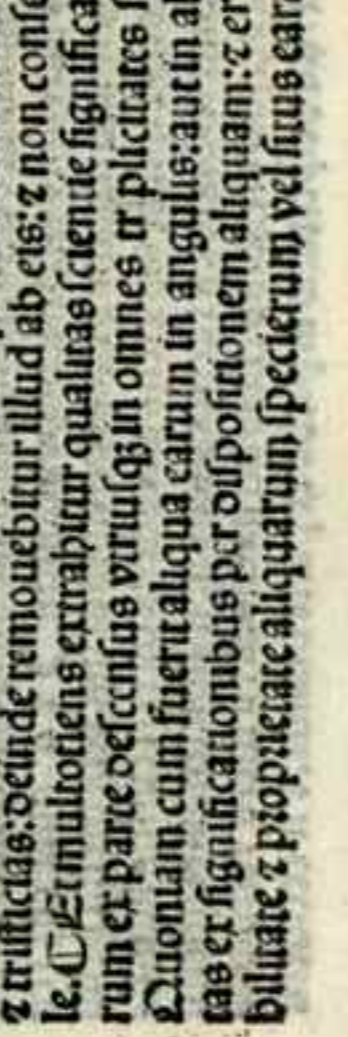 ⁊ tristicias: deinde remouebitur illud ab eis: ⁊ non conſe
le. ¶ Et multotiens extrahitur qualitas ſcientie ſignifica
rum ex parte deſcenſus virtuſqꝫ in omnes tr plicitates
Quoniam cum fuerit aliqua earum in angulis: aut in al
tas ex ſignificationibus per diſpoſitionem aliquam: ⁊ er
bilitate ⁊ proprietate aliquarum ſpecierum vel ſitus ear